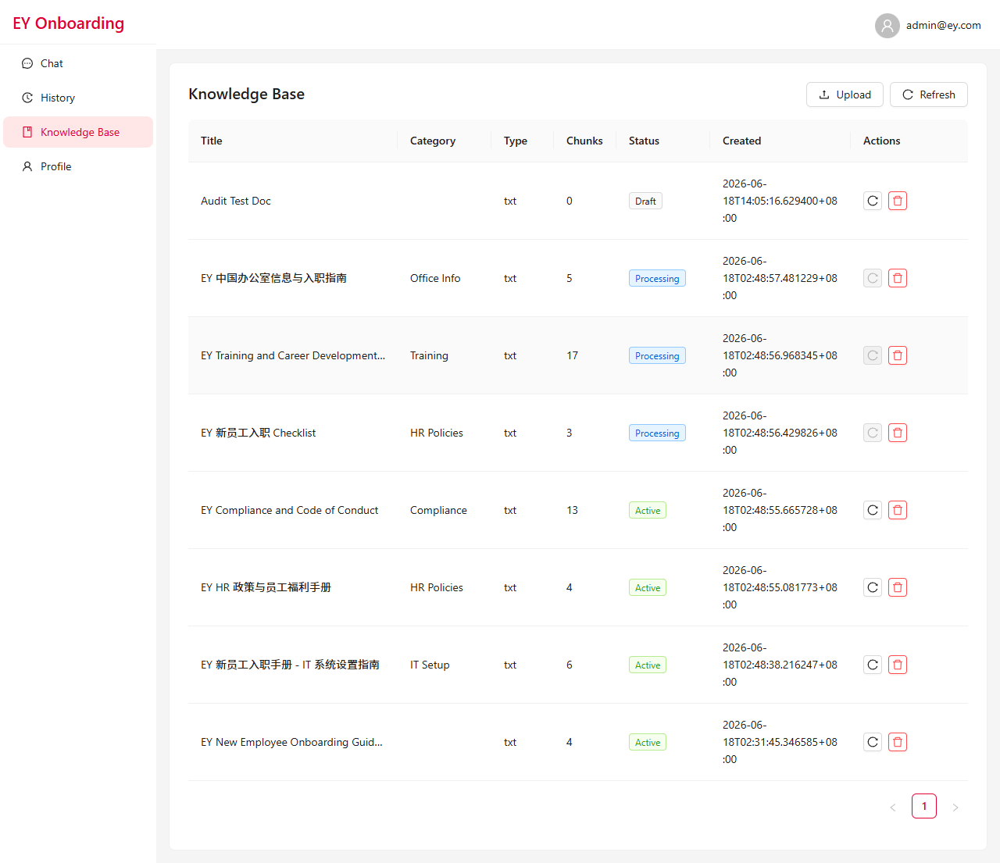 EY Onboarding
admin@ey.com
Chat
History
Knowledge Base
Profile
Knowledge Base
Upload
Refresh
Title Category Type Chunks Status Created Actions
Audit Test Doc txt 0 Draft 2026-06-
18T14:05:16.629400+08
:00
EY 中国办公室信息与入职指南 Office Info txt 5 Processing 2026-06-
18T02:48:57.481229+08
:00
EY Training and Career Development... Training txt 17 Processing 2026-06-
18T02:48:56.968345+08
:00
EY 新员工入职 Checklist HR Policies txt 3 Processing 2026-06-
18T02:48:56.429826+08
:00
EY Compliance and Code of Conduct Compliance txt 13 Active 2026-06-
18T02:48:55.665728+08
:00
EY HR 政策与员工福利手册 HR Policies txt 4 Active 2026-06-
18T02:48:55.081773+08
:00
EY 新员工入职手册 - IT 系统设置指南 IT Setup txt 6 Active 2026-06-
18T02:48:38.216247+08
:00
EY New Employee Onboarding Guid... txt 4 Active 2026-06-
18T02:31:45.346585+08
:00
1